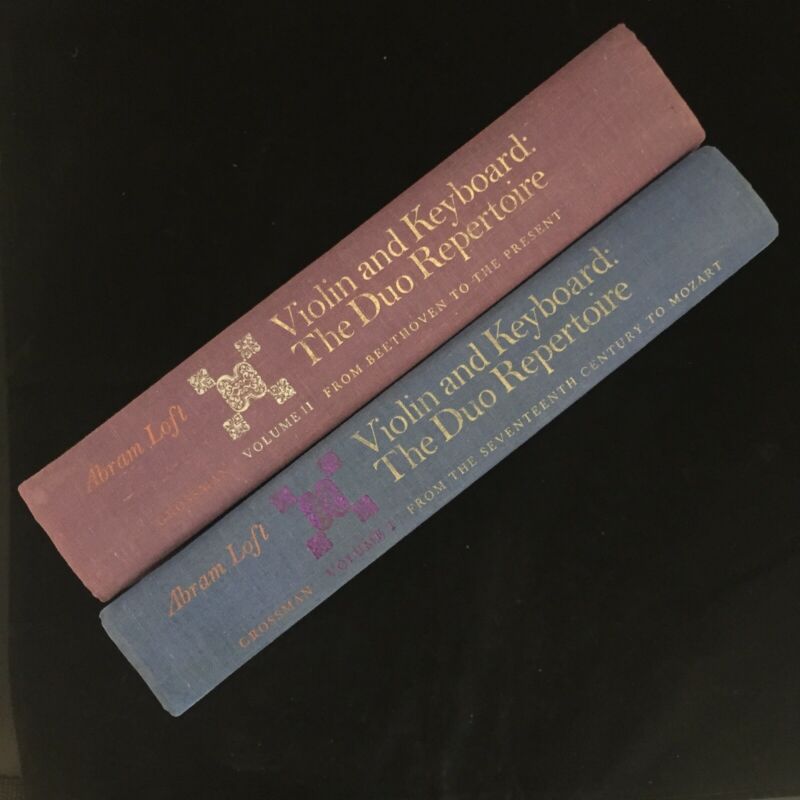 Violin and Keyboard:
The Duo Repertoire
VOLUME II FROM BEETHOVEN TO THE PRESENT
Abram Loft
GROSSMAN
Violin and Keyboard:
The Duo Repertoire
VOLUME I FROM THE SEVENTEENTH CENTURY TO MOZART
Abram Loft
GROSSMAN